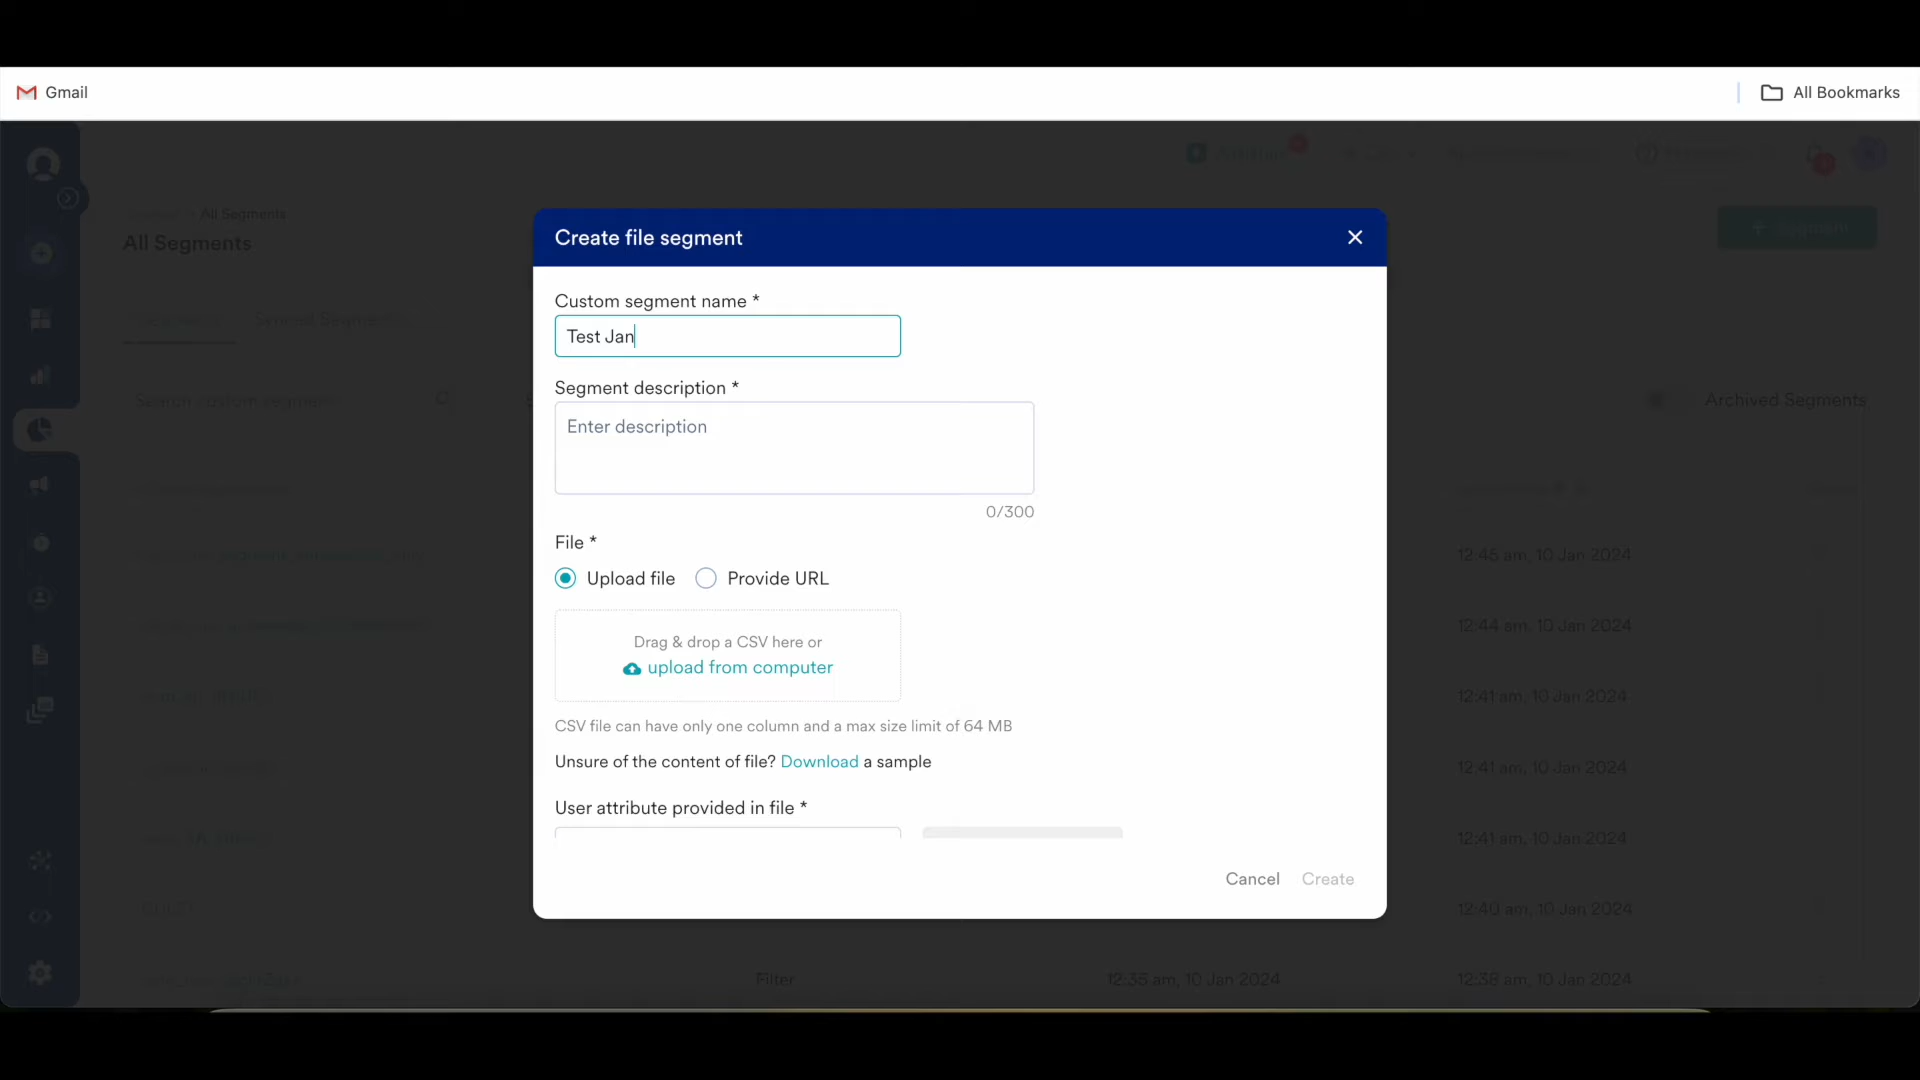 Gmail
All Bookmarks
All Segments
All Segments
Create file segment
Custom segment name *
Test Jan
Segment description *
Enter description
0/300
File *
Upload file
Provide URL
Drag & drop a CSV here or
upload from computer
CSV file can have only one column and a max size limit of 64 MB
Unsure of the content of file? Download a sample
User attribute provided in file *
Cancel
Create
Archived Segments
12:45 am, 10 Jan 2024
12:44 am, 10 Jan 2024
12:41 am, 10 Jan 2024
12:41 am, 10 Jan 2024
12:41 am, 10 Jan 2024
12:40 am, 10 Jan 2024
Filter
12:35 am, 10 Jan 2024
12:38 am, 10 Jan 2024